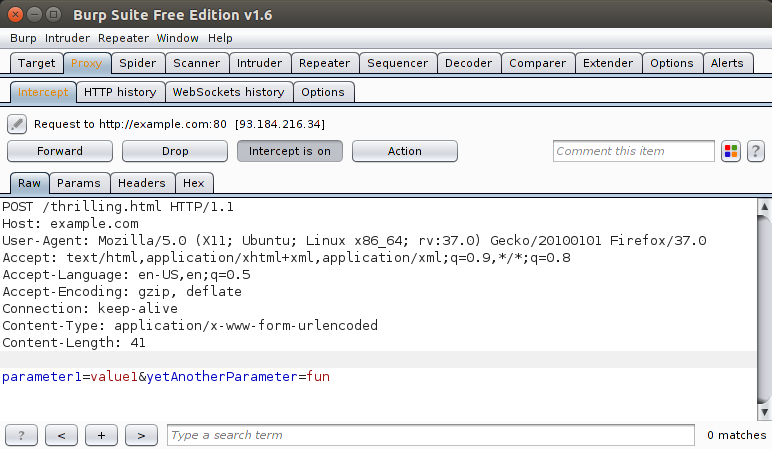 Burp Suite Free Edition v1.6
Burp Intruder Repeater Window Help
Target Proxy Spider Scanner Intruder Repeater Sequencer Decoder Comparer Extender Options Alerts
Intercept HTTP history WebSockets history Options
Request to http://example.com:80 [93.184.216.34]
Forward Drop Intercept is on Action Comment this item ?
Raw Params Headers Hex
POST /thrilling.html HTTP/1.1
Host: example.com
User-Agent: Mozilla/5.0 (X11; Ubuntu; Linux x86_64; rv:37.0) Gecko/20100101 Firefox/37.0
Accept: text/html,application/xhtml+xml,application/xml;q=0.9,*/*;q=0.8
Accept-Language: en-US,en;q=0.5
Accept-Encoding: gzip, deflate
Connection: keep-alive
Content-Type: application/x-www-form-urlencoded
Content-Length: 41
parameter1=value1&yetAnotherParameter=fun
? < + > Type a search term 0 matches